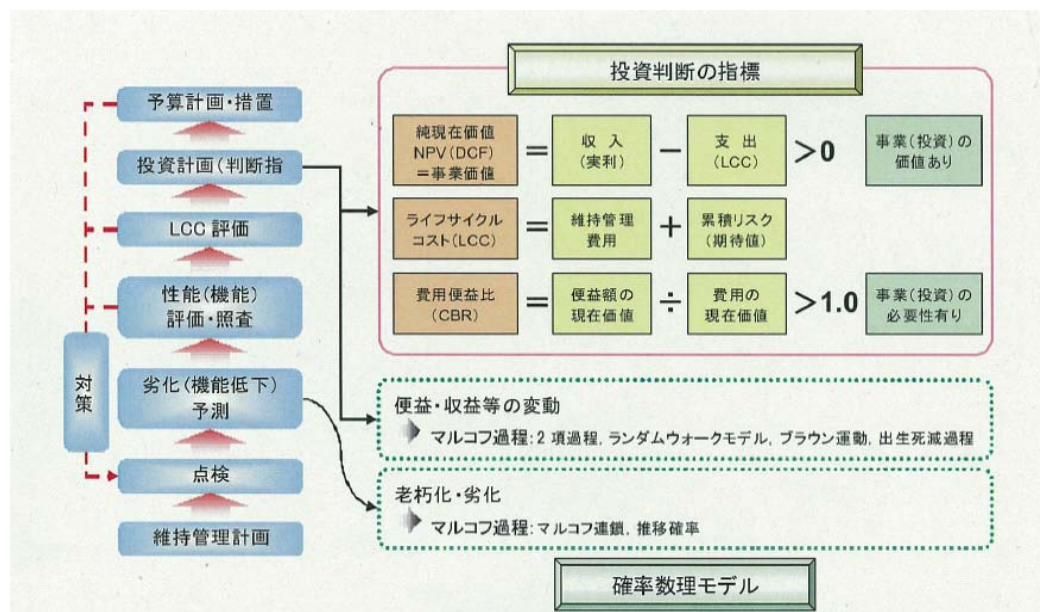 予算計画・措置
投資計画(判断指
LCC 評価
性能(機能)
評価・照査
劣化(機能低下)
予測
点検
維持管理計画
対策
投資判断の指標
純現在価値
NPV(DCF)
=事業価値
=
収入
(実利)
−
支出
(LCC)
>0
事業(投資)の
価値あり
ライフサイクル
コスト(LCC)
=
維持管理
費用
+
累積リスク
(期待値)
費用便益比
(CBR)
=
便益額の
現在価値
÷
費用の
現在価値
>1.0
事業(投資)の
必要性有り
便益・収益等の変動
マルコフ過程:2 項過程, ランダムウォークモデル, ブラウン運動, 出生死滅過程
老朽化・劣化
マルコフ過程:マルコフ連鎖, 推移確率
確率数理モデル